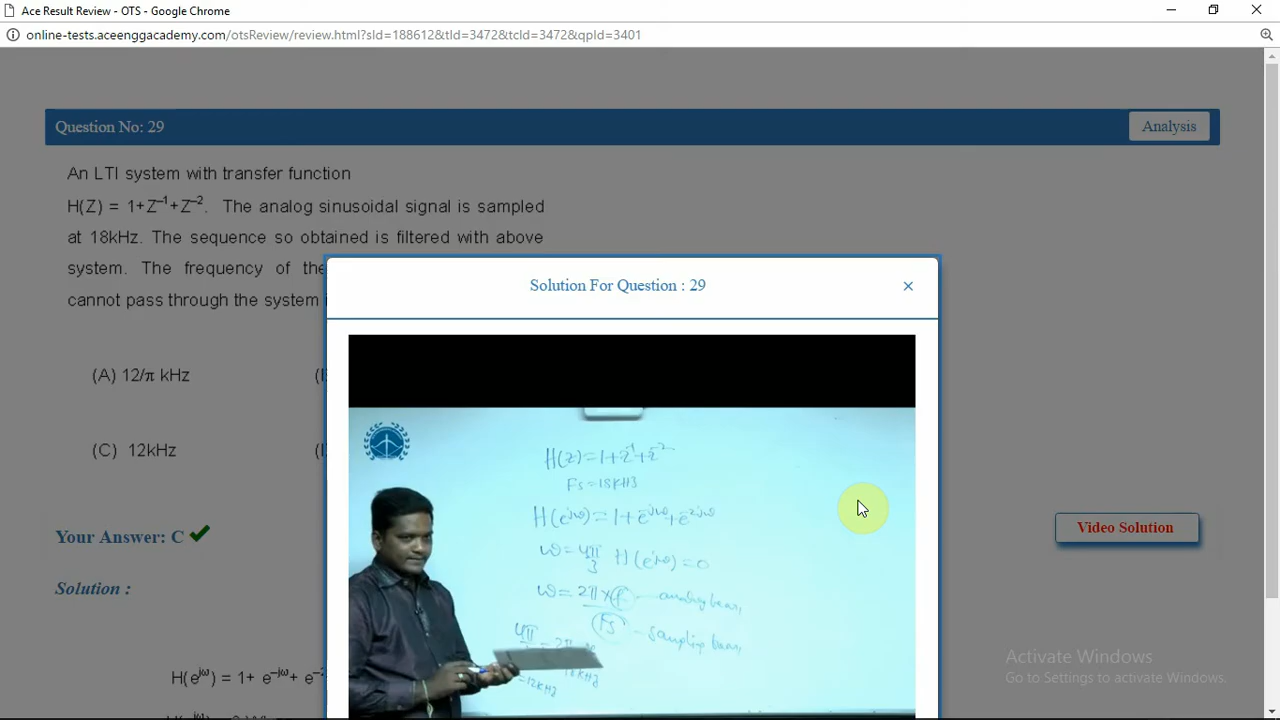 Ace Result Review - OTS - Google Chrome
online-tests.aceenggacademy.com/otsReview/review.html?sId=188612&tId=3472&tcId=3472&qpId=3401
Question No: 29
Analysis
An LTI system with transfer function
H(Z) = 1+Z⁻¹+Z⁻². The analog sinusoidal signal is sampled
at 18kHz. The sequence so obtained is filtered with above
system. The frequency of the
cannot pass through the system i
Solution For Question : 29
×
(A) 12/π kHz
(C) 12kHz
H(z)=1+z⁻¹+z⁻²
Fs=18KHz
H(e^jω)=1+e^-jω+e^-2jω
ω=4π/3 H(e^jω)=0
ω=2π×f/Fs
=12KHz
18KHz
Your Answer: C
Video Solution
Solution :
H(e^jω) = 1+ e^–jω+ e^–2
Activate Windows
Go to Settings to activate Windows.